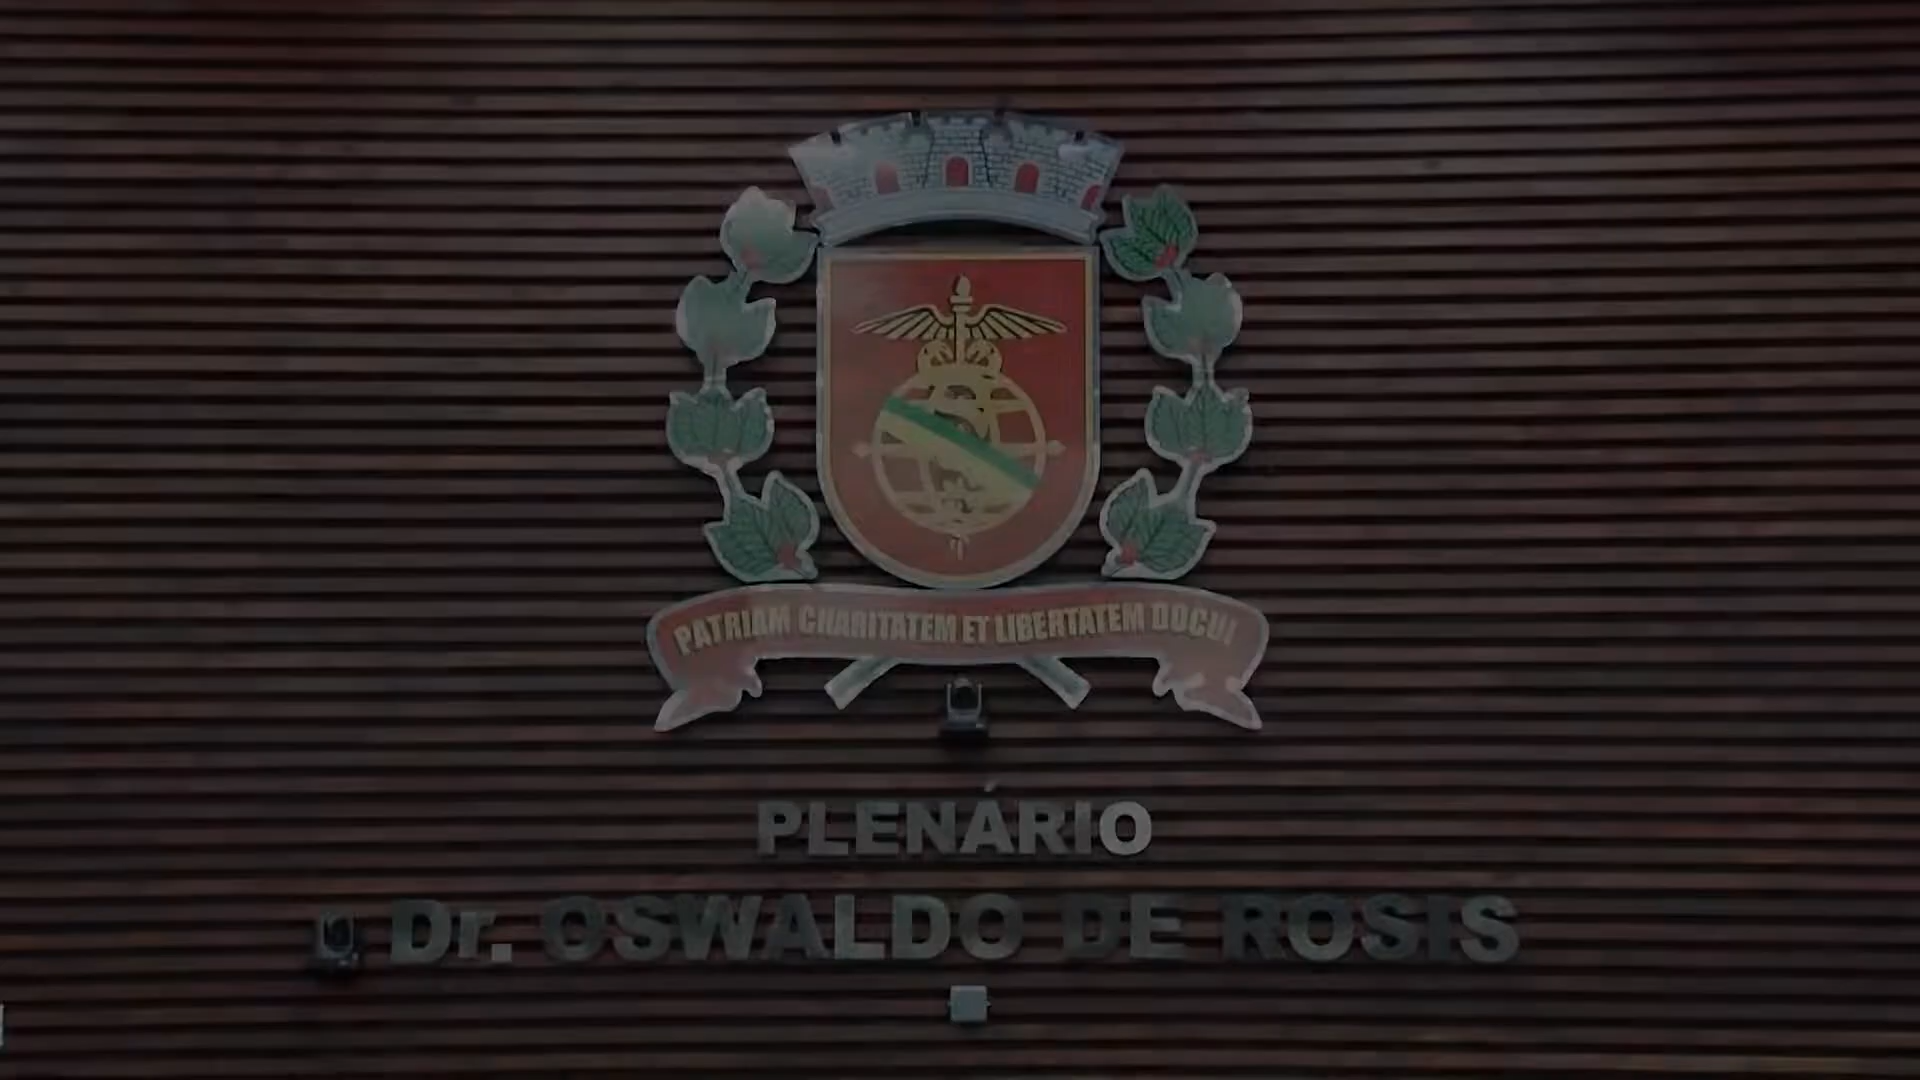 PATRIAM CHARITATEM ET LIBERTATEM DOCUI
PLENÁRIO
Dr. OSWALDO DE ROSIS